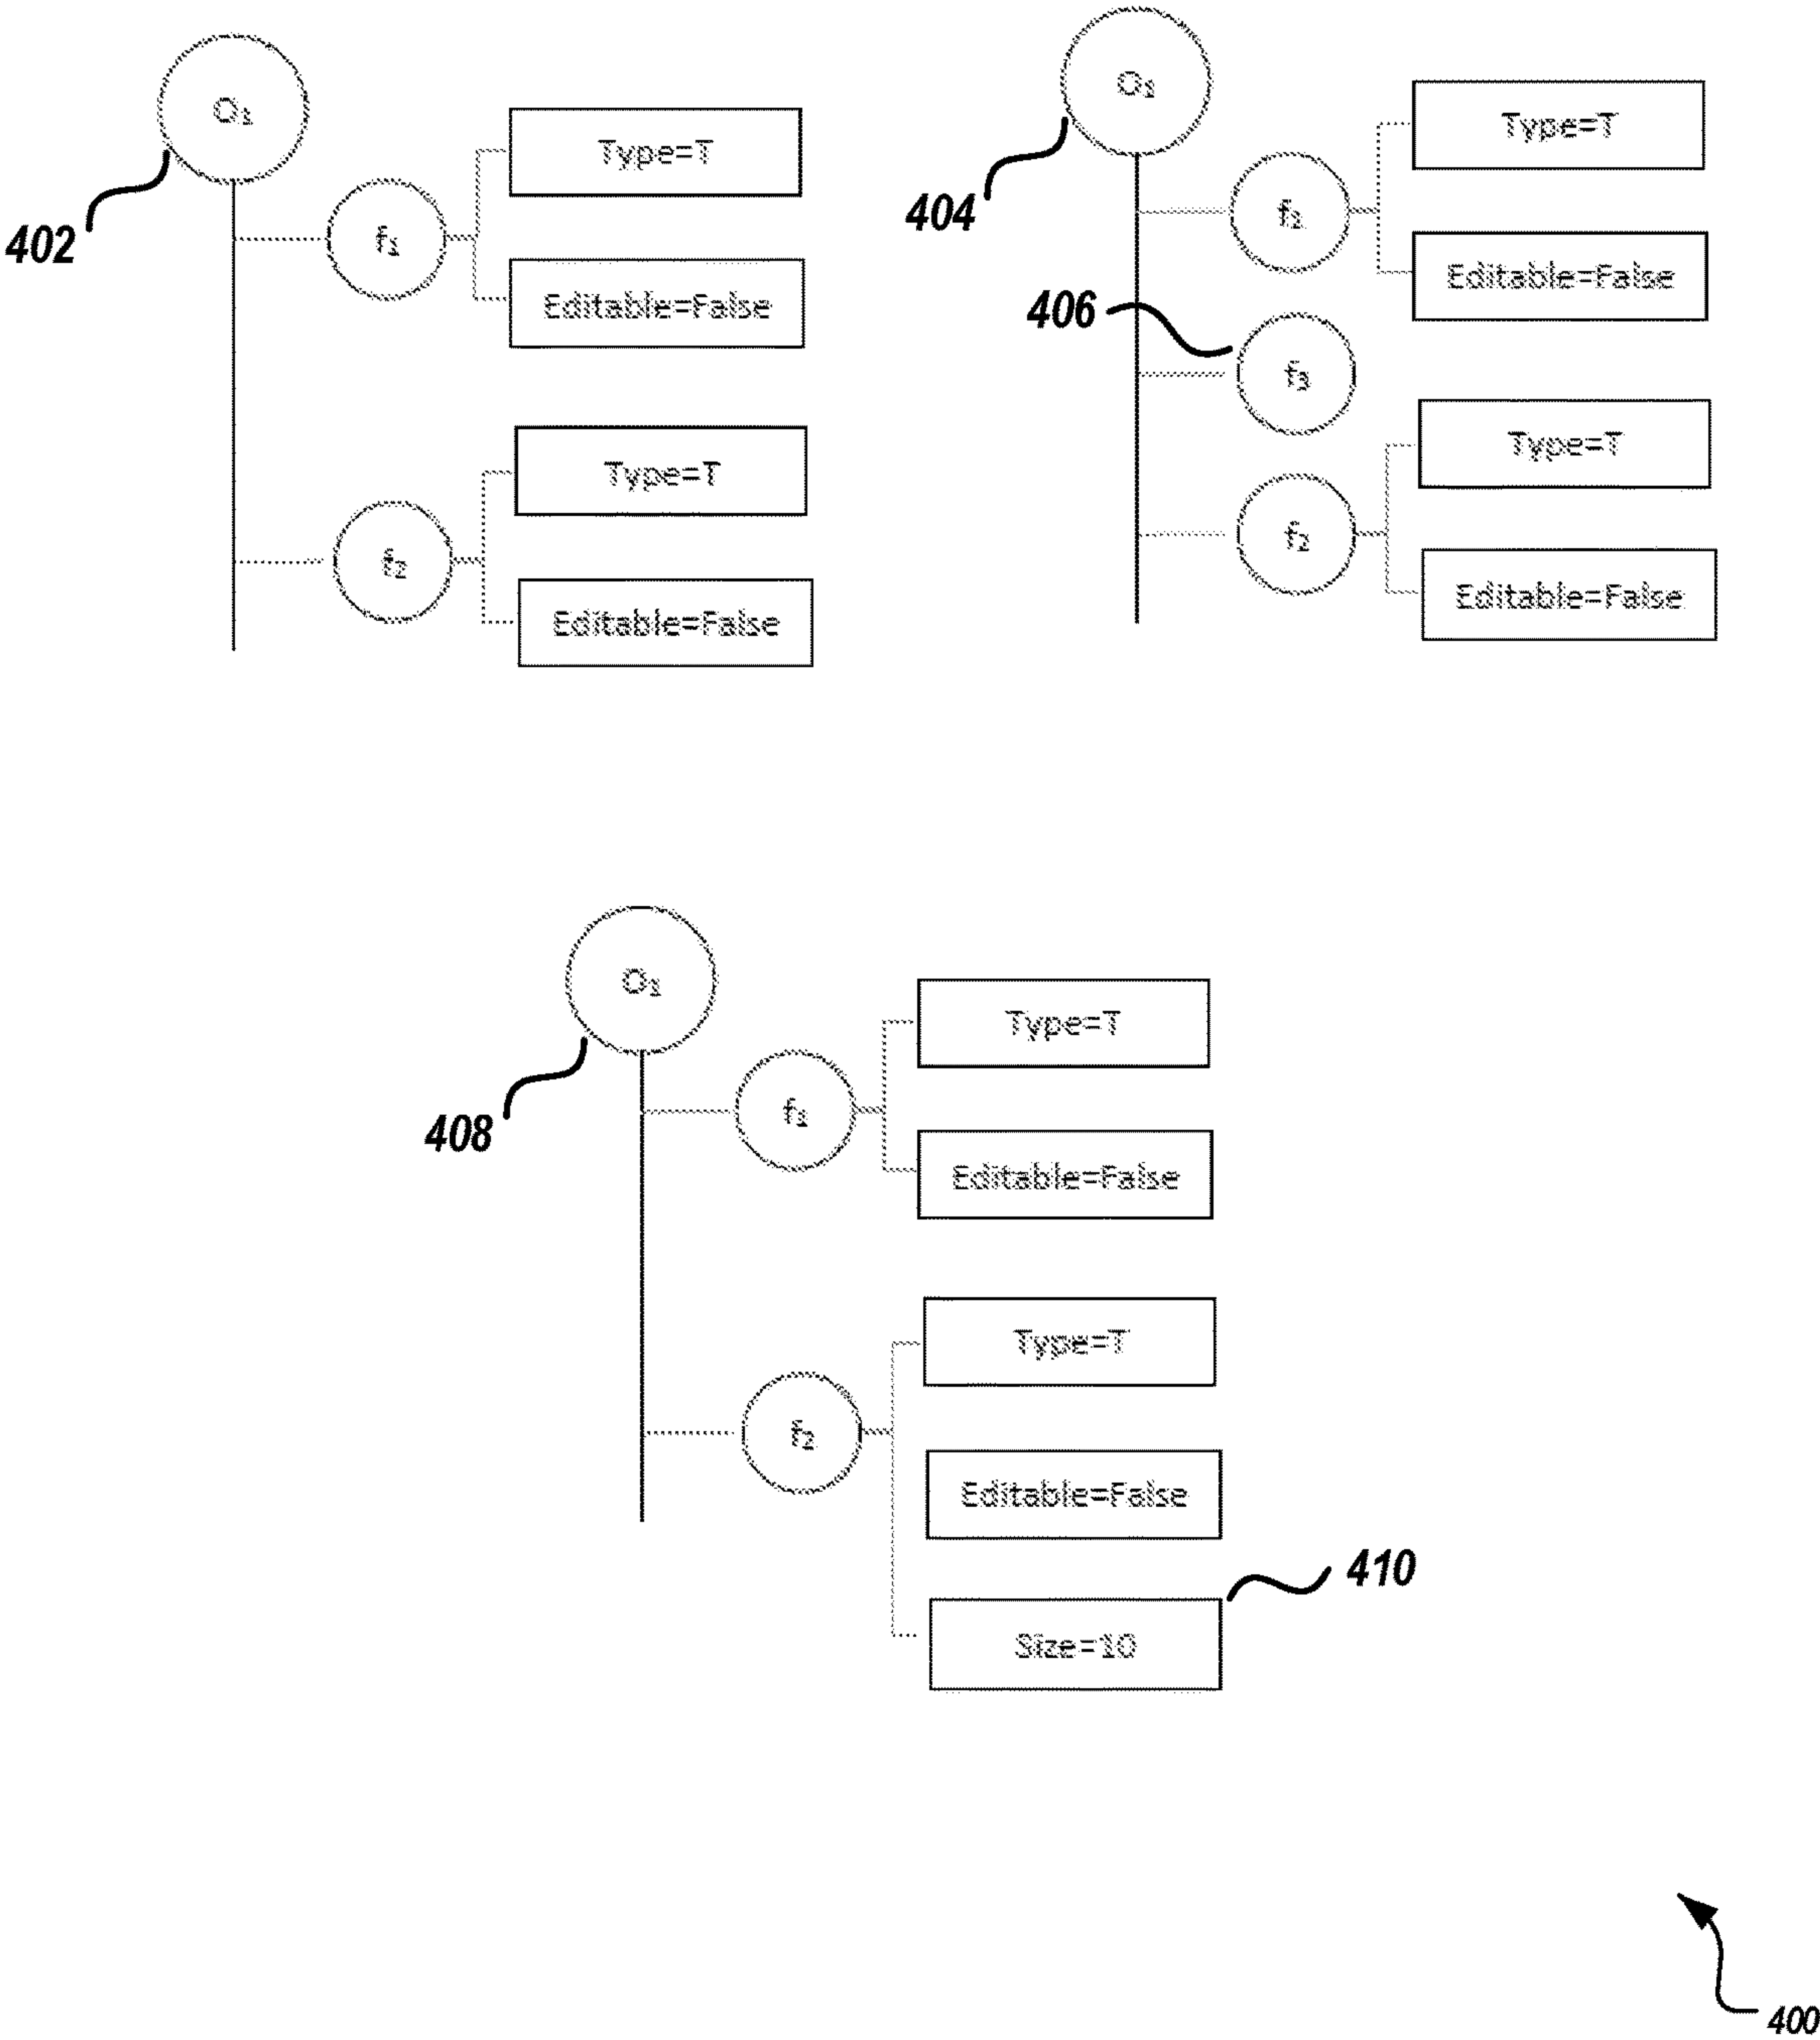 O₁
Type=T
402
f₁
Editable=False
Type=T
f₂
Editable=False
O₁
Type=T
404
f₁
Editable=False
406
f₃
Type=T
f₂
Editable=False
O₁
Type=T
408
f₁
Editable=False
Type=T
f₂
Editable=False
410
Size=10
400